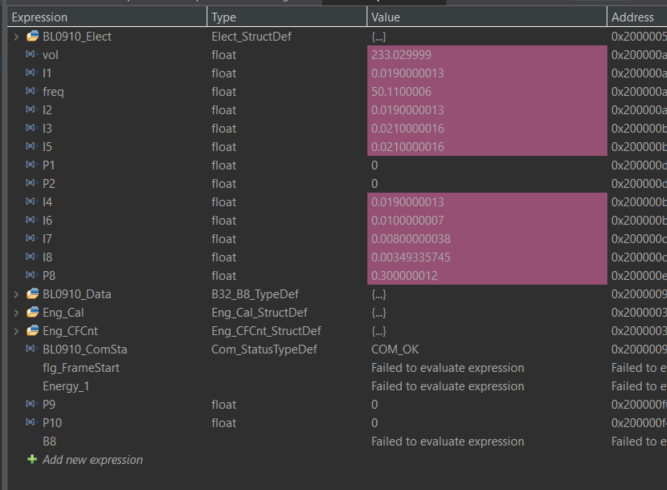 Expression Type Value Address
BL0910_Elect Elect_StructDef {...} 0x2000005
vol float 233.029999 0x200000a
I1 float 0.0190000013 0x200000a
freq float 50.1100006 0x200000a
I2 float 0.0190000013 0x200000a
I3 float 0.0210000016 0x200000b
I5 float 0.0210000016 0x200000b
P1 float 0 0x200000d
P2 float 0 0x200000d
I4 float 0.0190000013 0x200000b
I6 float 0.0100000007 0x200000b
I7 float 0.00800000038 0x200000c
I8 float 0.00349335745 0x200000c
P8 float 0.300000012 0x200000e
BL0910_Data B32_B8_TypeDef {...} 0x2000009
Eng_Cal Eng_Cal_StructDef {...} 0x2000003
Eng_CFCnt Eng_CFCnt_StructDef {...} 0x2000003
BL0910_ComSta Com_StatusTypeDef COM_OK 0x2000009
flg_FrameStart Failed to evaluate expression Failed to e
Energy_1 Failed to evaluate expression Failed to e
P9 float 0 0x200000f
P10 float 0 0x200000f
B8 Failed to evaluate expression Failed to e
Add new expression